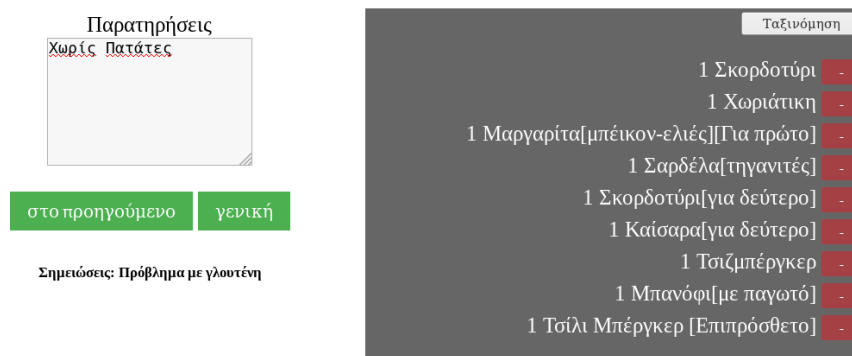 Παρατηρήσεις
Χωρίς Πατάτες
στο προηγούμενο
γενική
Σημειώσεις: Πρόβλημα με γλουτένη
Ταξινόμηση
1 Σκορδοτύρι -
1 Χωριάτικη -
1 Μαργαρίτα[μπέικον-ελιές][Για πρώτο] -
1 Σαρδέλα[τηγανιτές] -
1 Σκορδοτύρι[για δεύτερο] -
1 Καίσαρα[για δεύτερο] -
1 Τσιζμπέργκερ -
1 Μπανόφι[με παγωτό] -
1 Τσίλι Μπέργκερ [Επιπρόσθετο] -